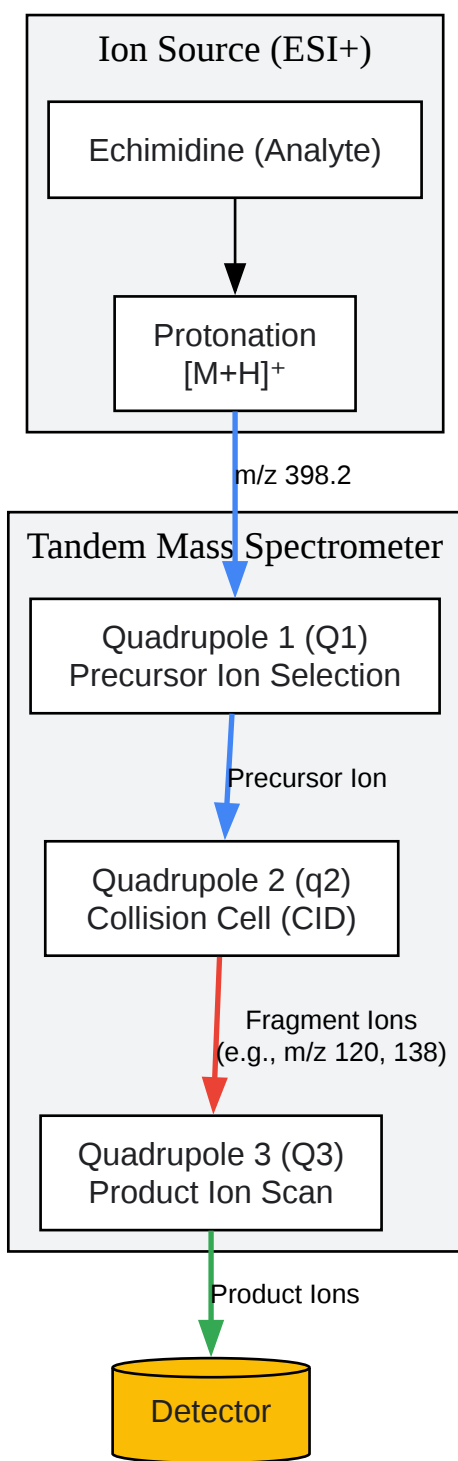 Ion Source (ESI+)
Echimidine (Analyte)
Protonation
[M+H]⁺
m/z 398.2
Tandem Mass Spectrometer
Quadrupole 1 (Q1)
Precursor Ion Selection
Precursor Ion
Quadrupole 2 (q2)
Collision Cell (CID)
Fragment Ions
(e.g., m/z 120, 138)
Quadrupole 3 (Q3)
Product Ion Scan
Product Ions
Detector